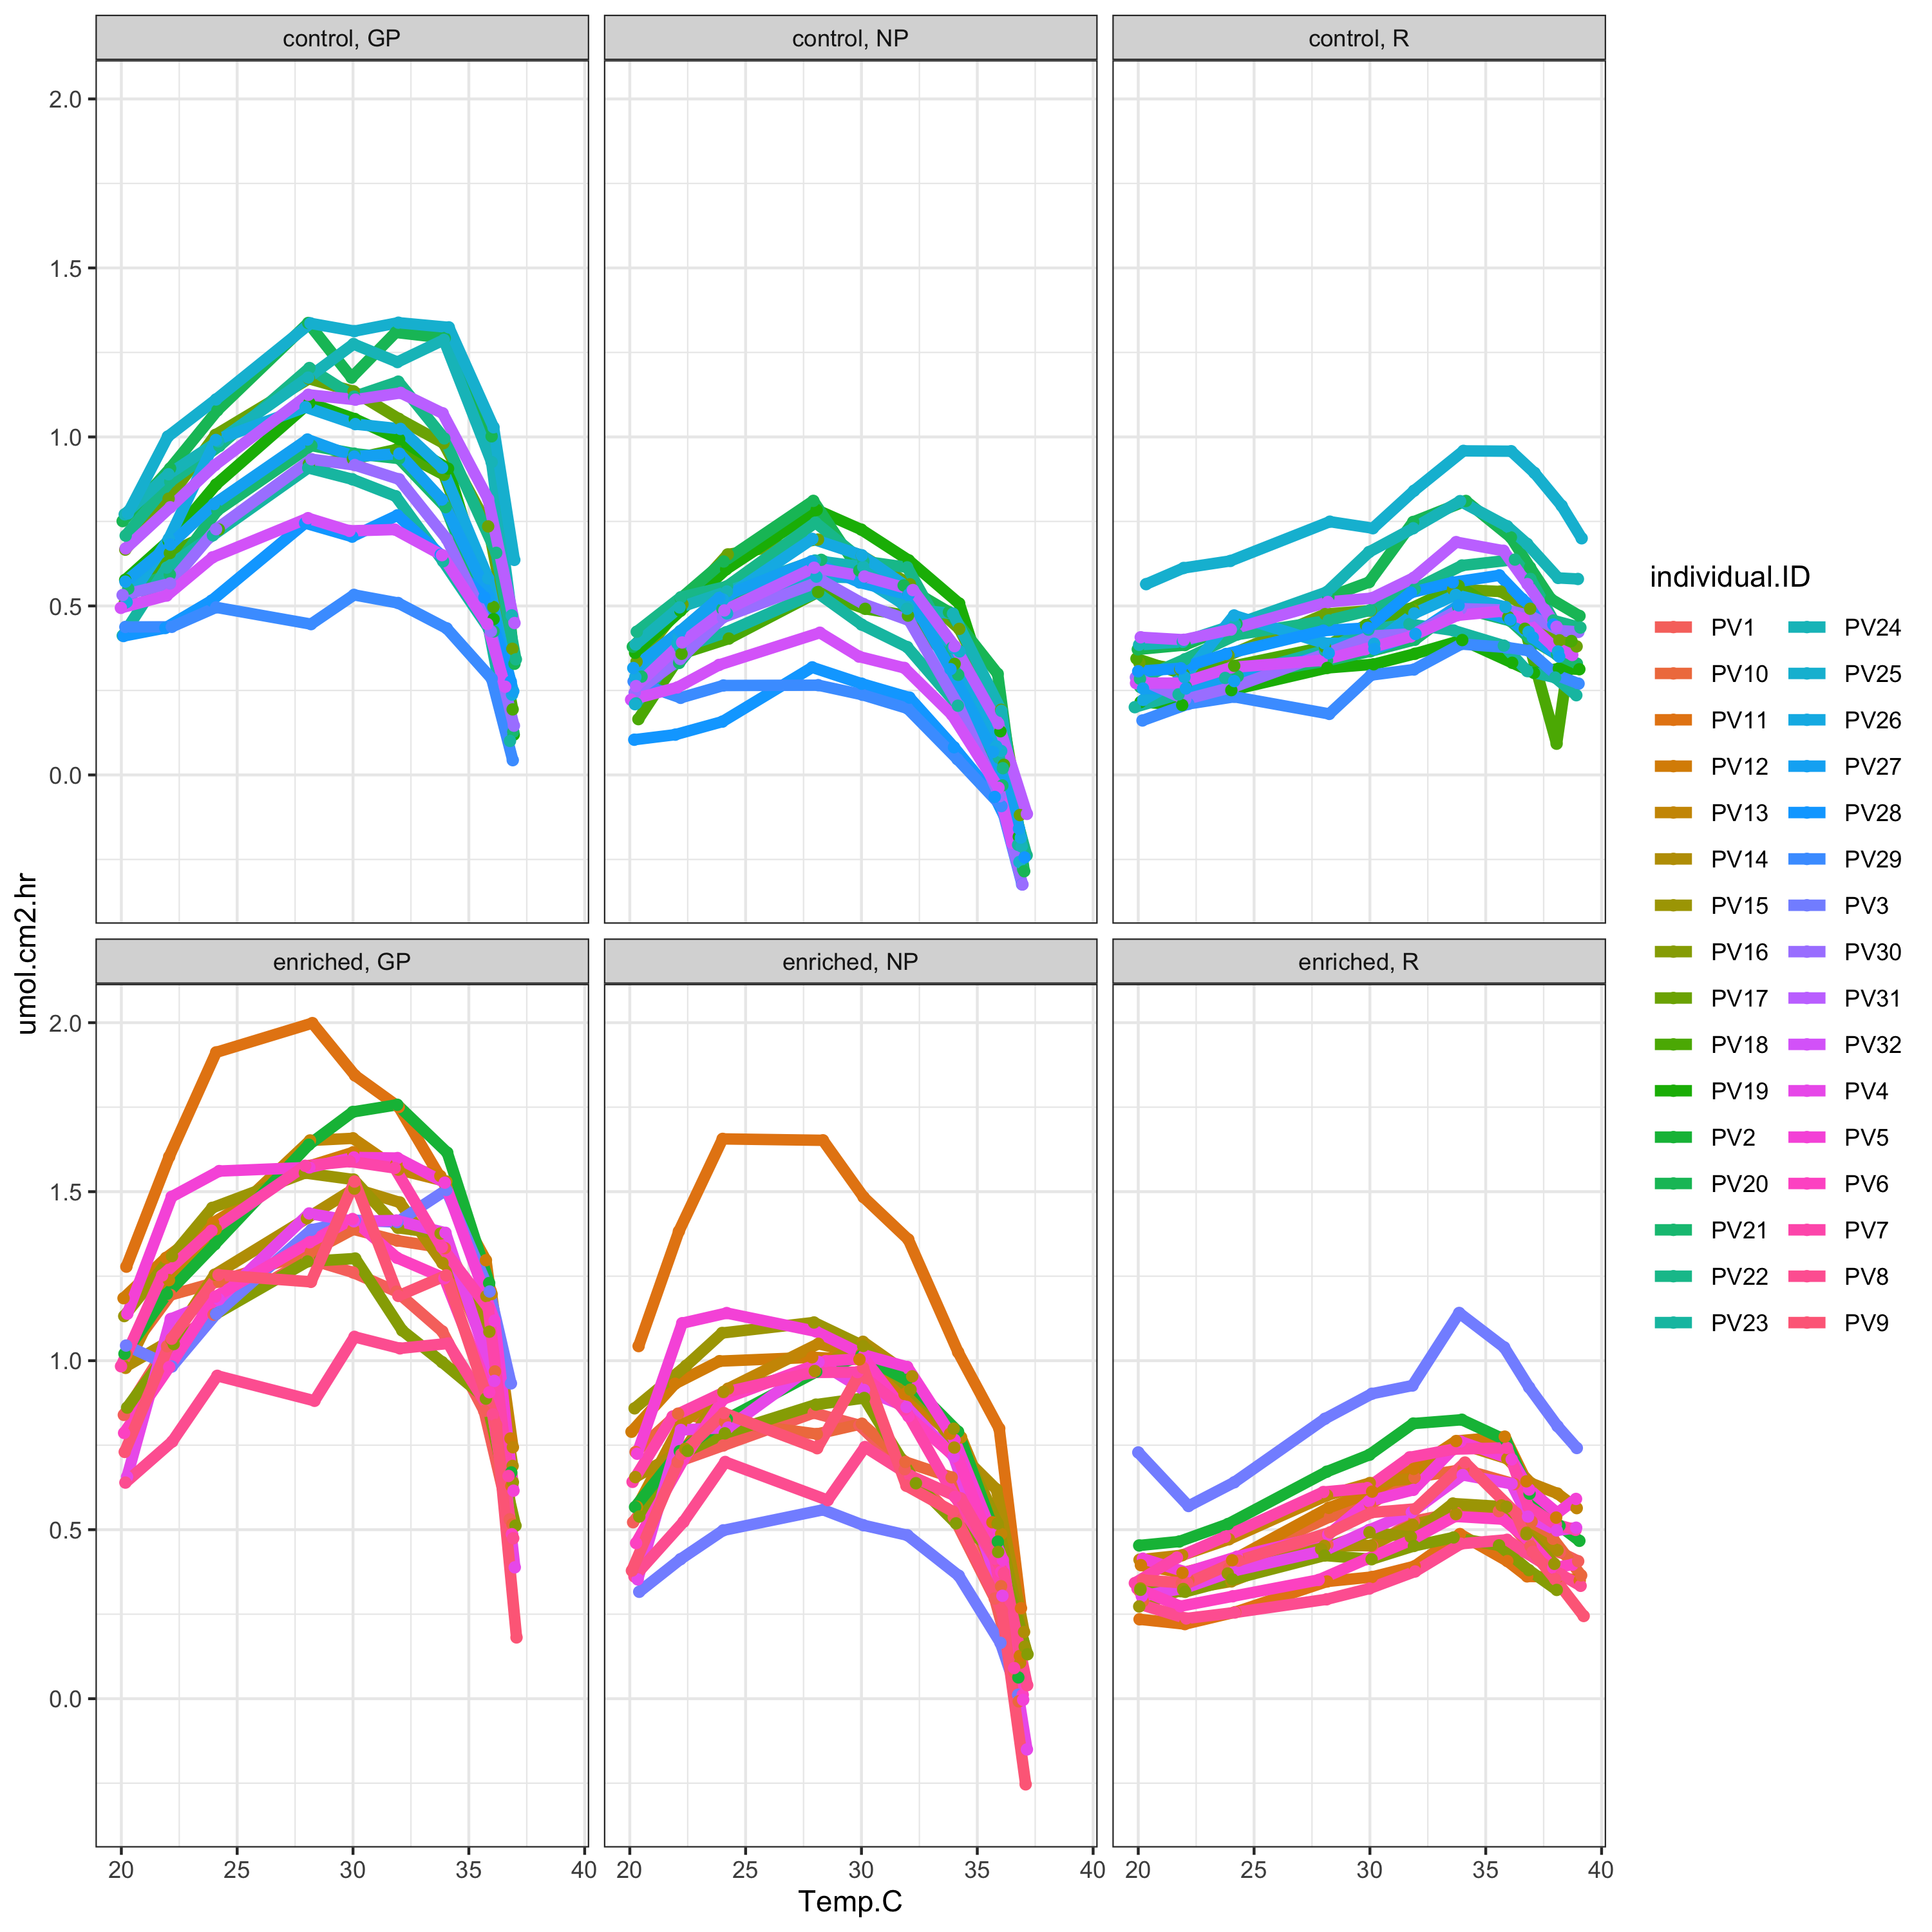 control, GP
control, NP
control, R
2.0
1.5
1.0
0.5
0.0
enriched, GP
enriched, NP
enriched, R
2.0
1.5
1.0
0.5
0.0
20 25 30 35 40
20 25 30 35 40
20 25 30 35 40
Temp.C
umol.cm2.hr
individual.ID
PV1
PV10
PV11
PV12
PV13
PV14
PV15
PV16
PV17
PV18
PV19
PV2
PV20
PV21
PV22
PV23
PV24
PV25
PV26
PV27
PV28
PV29
PV3
PV30
PV31
PV32
PV4
PV5
PV6
PV7
PV8
PV9